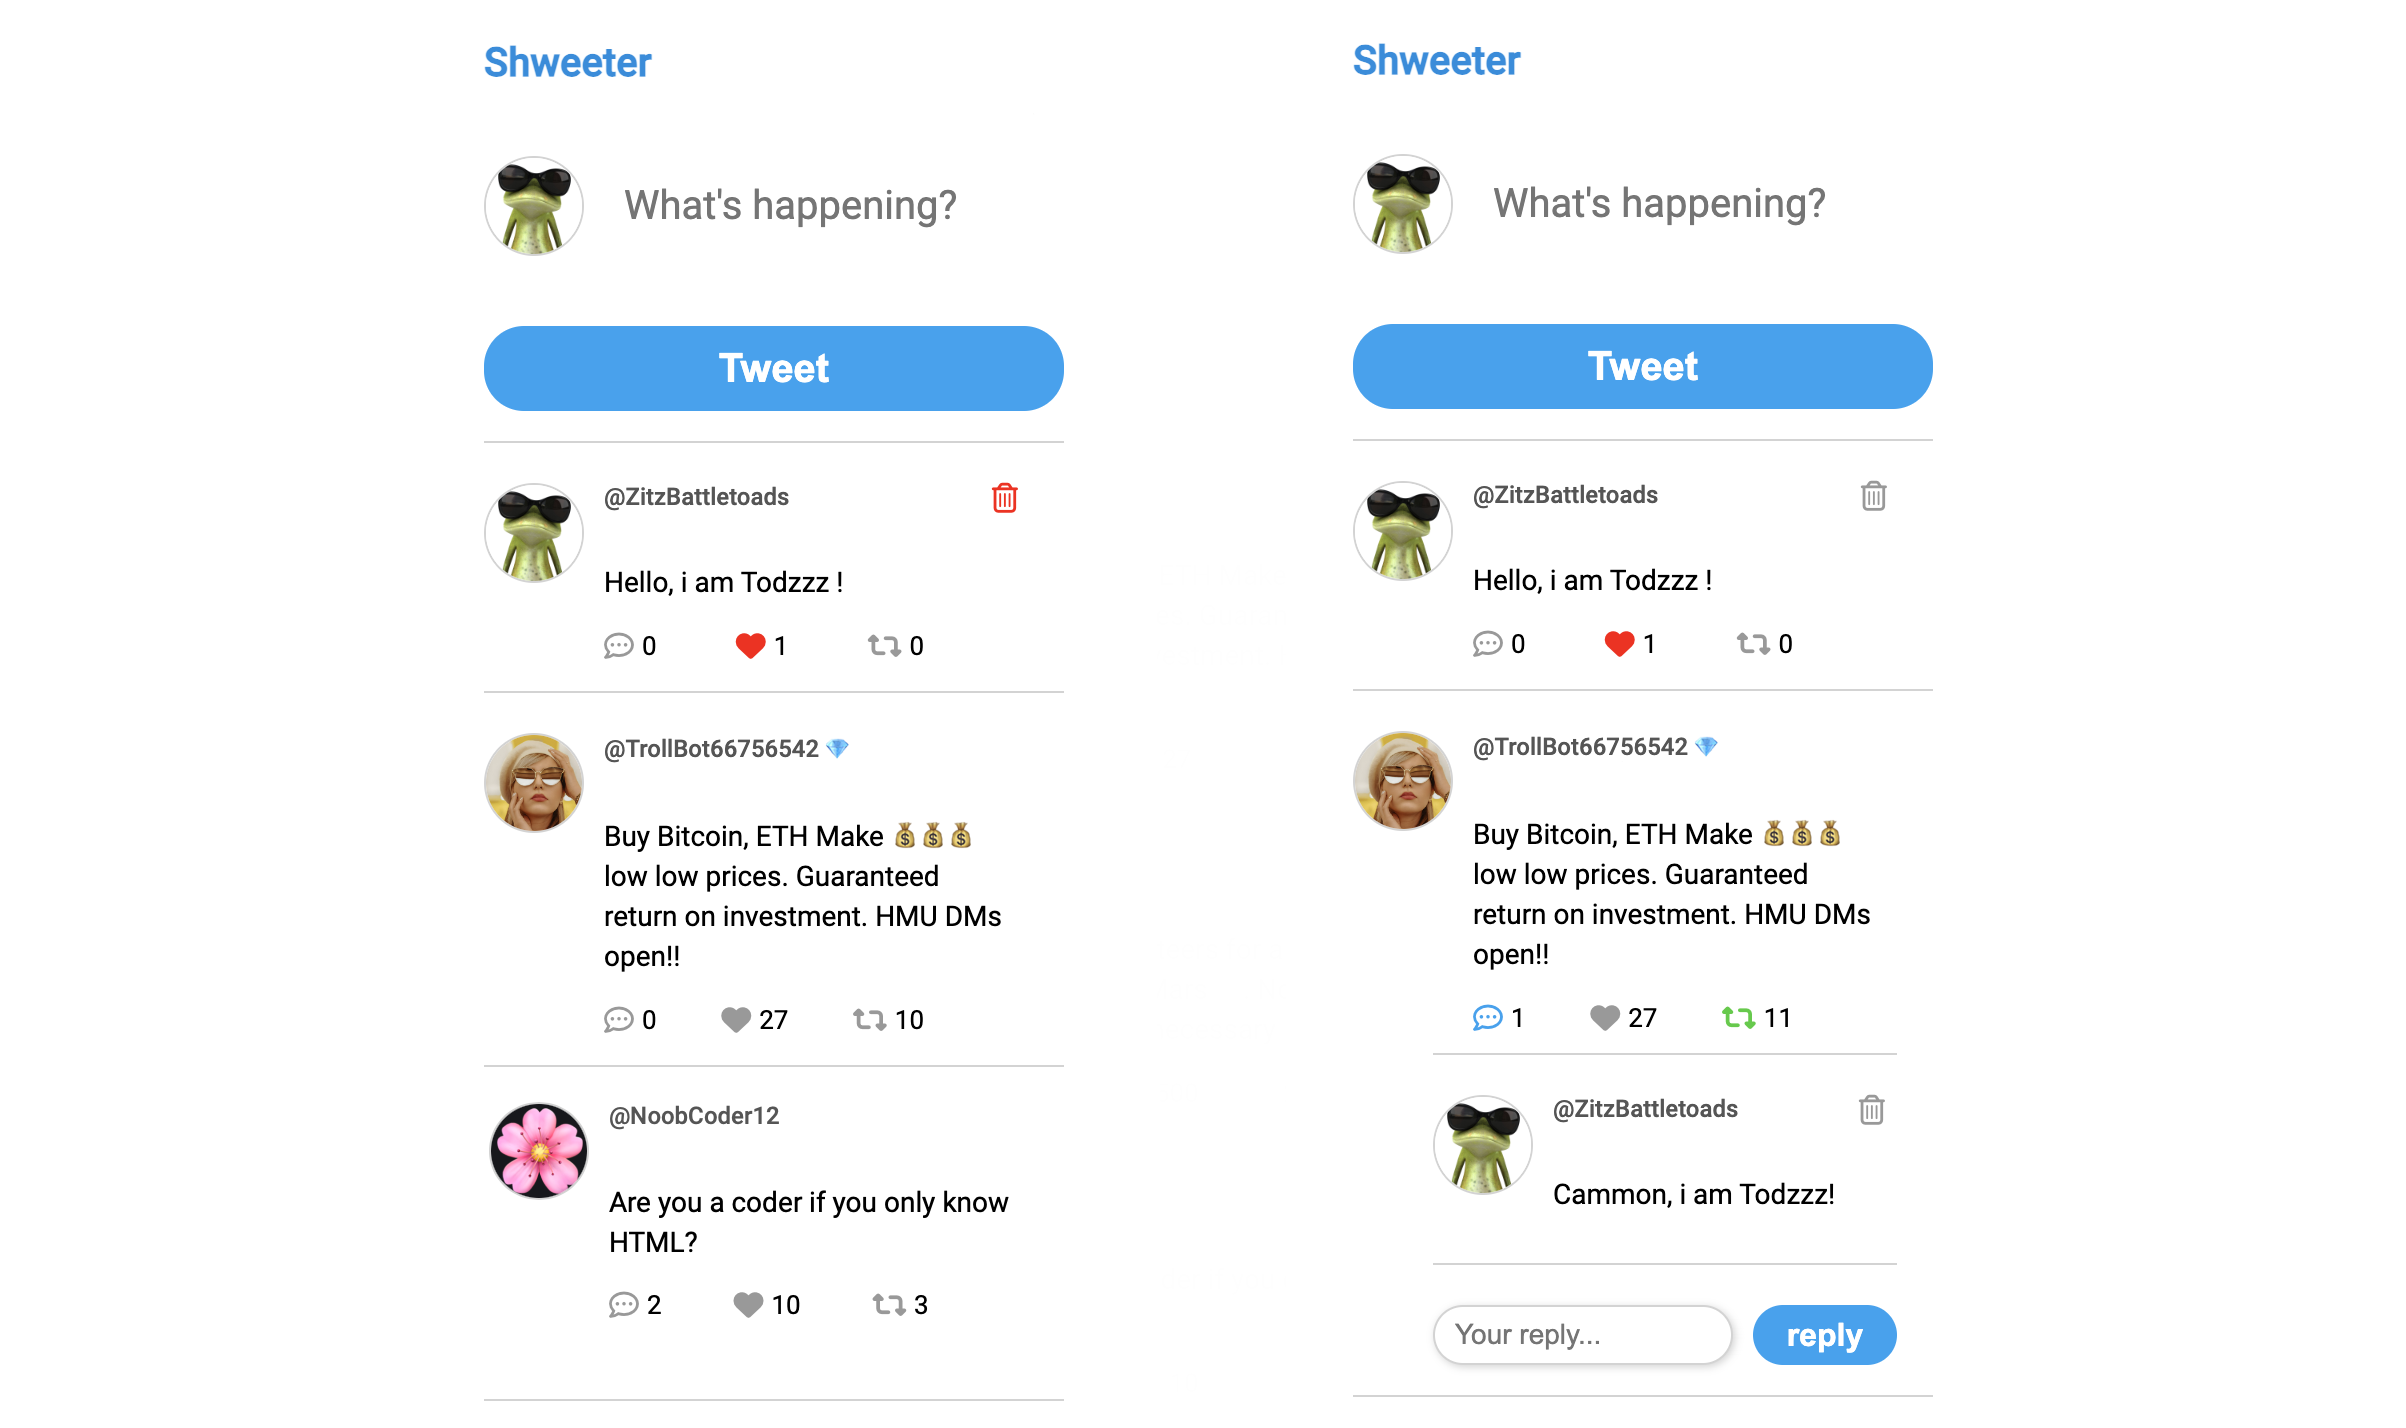 Shweeter
What's happening?
Tweet
@ZitzBattletoads
Hello, i am Todzzz !
0 1 0
@TrollBot66756542 💎
Buy Bitcoin, ETH Make 💰💰💰
low low prices. Guaranteed
return on investment. HMU DMs
open!!
0 27 10
@NoobCoder12
Are you a coder if you only know
HTML?
2 10 3
Shweeter
What's happening?
Tweet
@ZitzBattletoads
Hello, i am Todzzz !
0 1 0
@TrollBot66756542 💎
Buy Bitcoin, ETH Make 💰💰💰
low low prices. Guaranteed
return on investment. HMU DMs
open!!
1 27 11
@ZitzBattletoads
Cammon, i am Todzzz!
Your reply...
reply